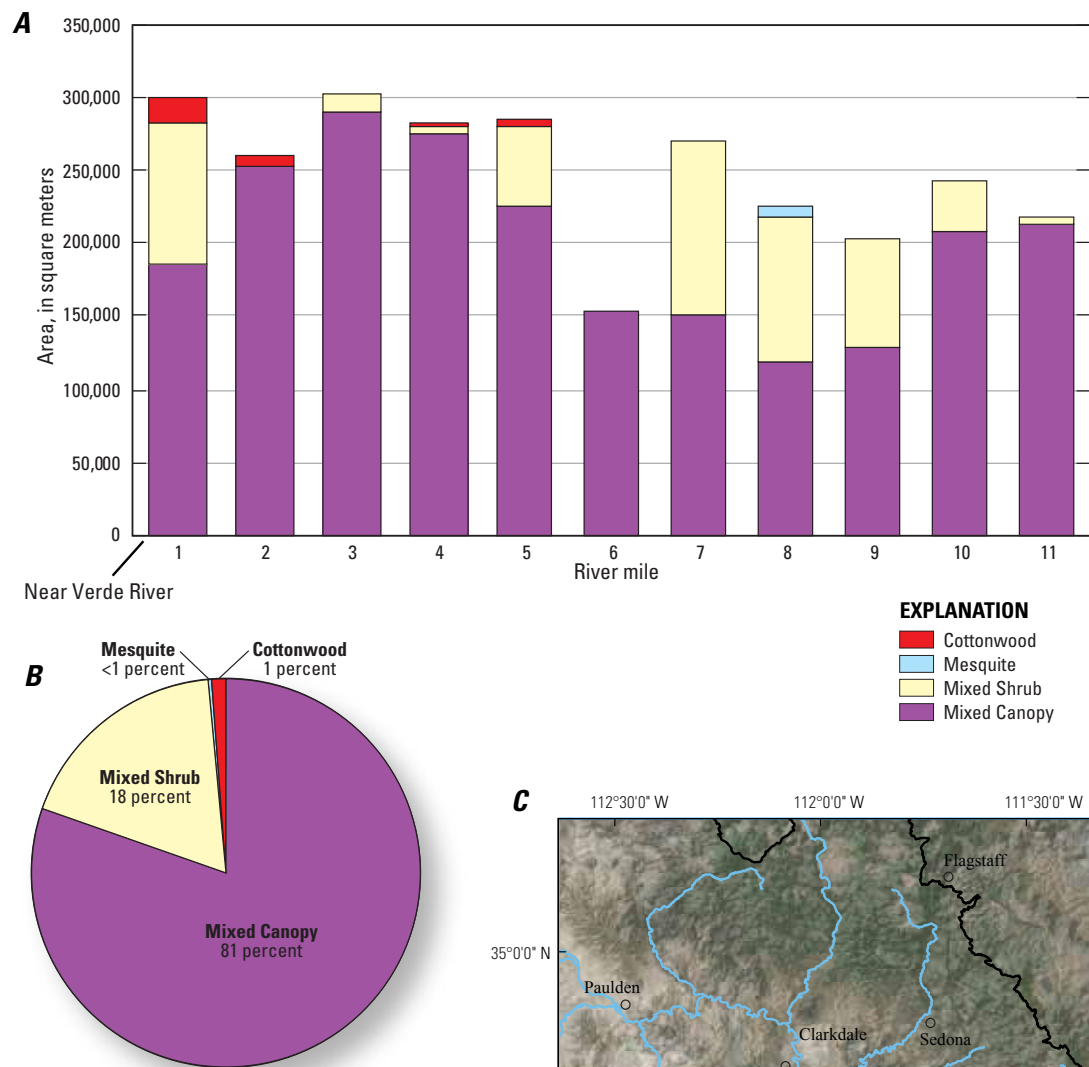 A
350,000
300,000
250,000
200,000
150,000
100,000
50,000
0
Area, in square meters
1 2 3 4 5 6 7 8 9 10 11
River mile
Near Verde River
EXPLANATION
Cottonwood
Mesquite
Mixed Shrub
Mixed Canopy
B
Mesquite
<1 percent
Cottonwood
1 percent
Mixed Shrub
18 percent
Mixed Canopy
81 percent
C
112°30'0" W 112°0'0" W 111°30'0" W
35°0'0" N
Flagstaff
Paulden
Clarkdale
Sedona